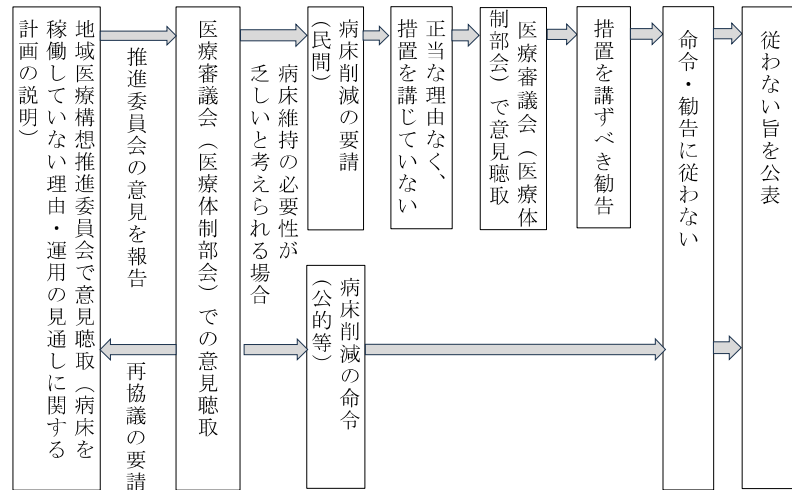 地域医療構想推進委員会で意見聴取（病床を
稼働していない理由・運用の見通しに関する
計画の説明）
推進委員会の意見を報告
再協議の要請
医療審議会（医療体制部会）での意見聴取
病床維持の必要性が
乏しいと考えられる場合
病床削減の要請
（民間）
病床削減の命令
（公的等）
正当な理由なく、
措置を講じていない
医療審議会（医療体
制部会）で意見聴取
措置を講ずべき勧告
命令・勧告に従わない
従わない旨を公表